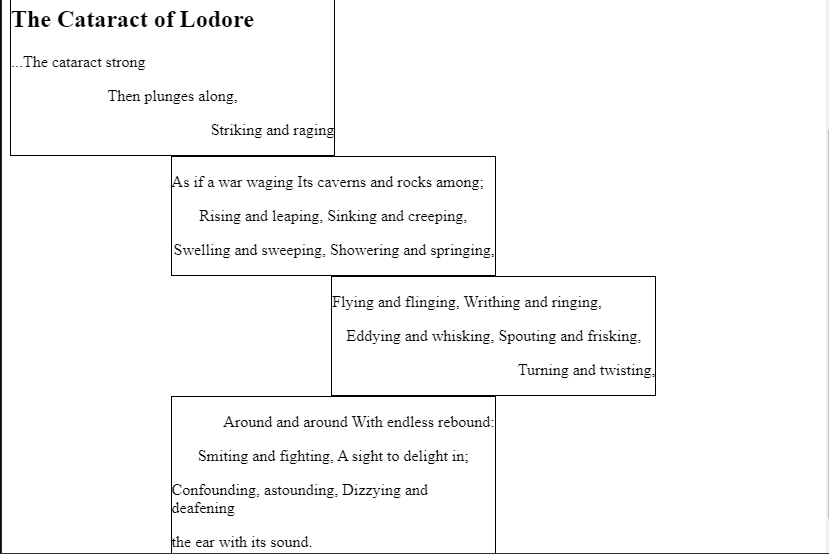 The Cataract of Lodore
...The cataract strong
Then plunges along,
Striking and raging
As if a war waging Its caverns and rocks among;
Rising and leaping, Sinking and creeping,
Swelling and sweeping, Showering and springing,
Flying and flinging, Writhing and ringing,
Eddying and whisking, Spouting and frisking,
Turning and twisting,
Around and around With endless rebound:
Smiting and fighting, A sight to delight in;
Confounding, astounding, Dizzying and
deafening
the ear with its sound.